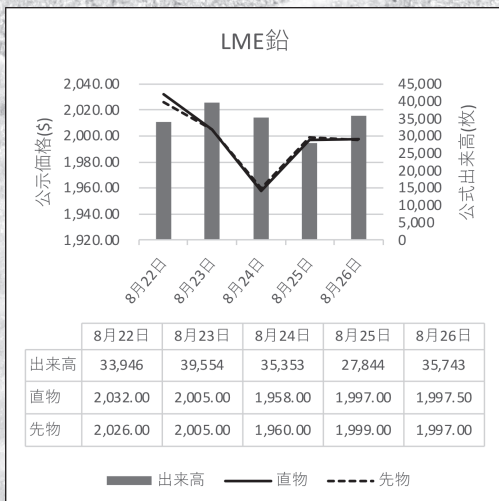 LME鉛
2,040.00
2,020.00
2,000.00
1,980.00
1,960.00
1,940.00
1,920.00
公示価格($)
45,000
40,000
35,000
30,000
25,000
20,000
15,000
10,000
5,000
0
公式出来高(枚)
8月22日 8月23日 8月24日 8月25日 8月26日
8月22日 8月23日 8月24日 8月25日 8月26日
出来高 33,946 39,554 35,353 27,844 35,743
直物 2,032.00 2,005.00 1,958.00 1,997.00 1,997.50
先物 2,026.00 2,005.00 1,960.00 1,999.00 1,997.00
出来高 直物 先物